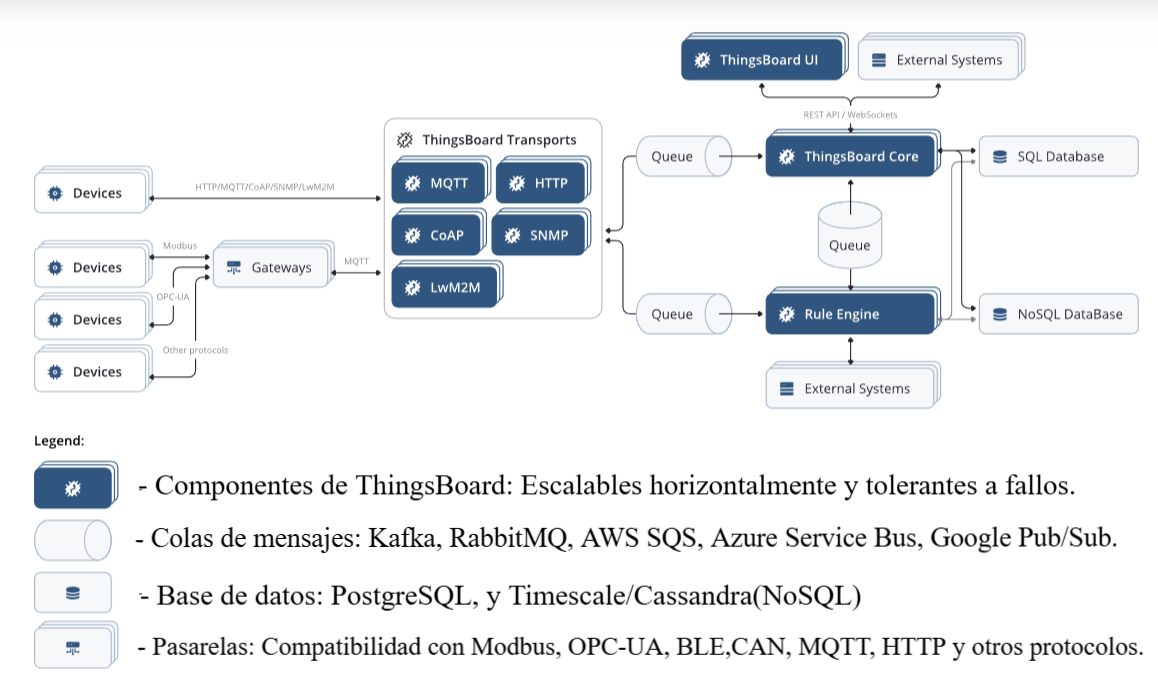 ThingsBoard UI
External Systems
REST API / WebSockets
ThingsBoard Transports
Queue
ThingsBoard Core
SQL Database
MQTT
HTTP
Devices
HTTP/MQTT/CoAP/SNMP/LwM2M
CoAP
SNMP
Queue
Modbus
Devices
Gateways
MQTT
LwM2M
OPC-UA
Devices
Queue
Rule Engine
NoSQL DataBase
Other protocols
Devices
External Systems
Legend:
- Componentes de ThingsBoard: Escalables horizontalmente y tolerantes a fallos.
- Colas de mensajes: Kafka, RabbitMQ, AWS SQS, Azure Service Bus, Google Pub/Sub.
- Base de datos: PostgreSQL, y Timescale/Cassandra(NoSQL)
- Pasarelas: Compatibilidad con Modbus, OPC-UA, BLE,CAN, MQTT, HTTP y otros protocolos.